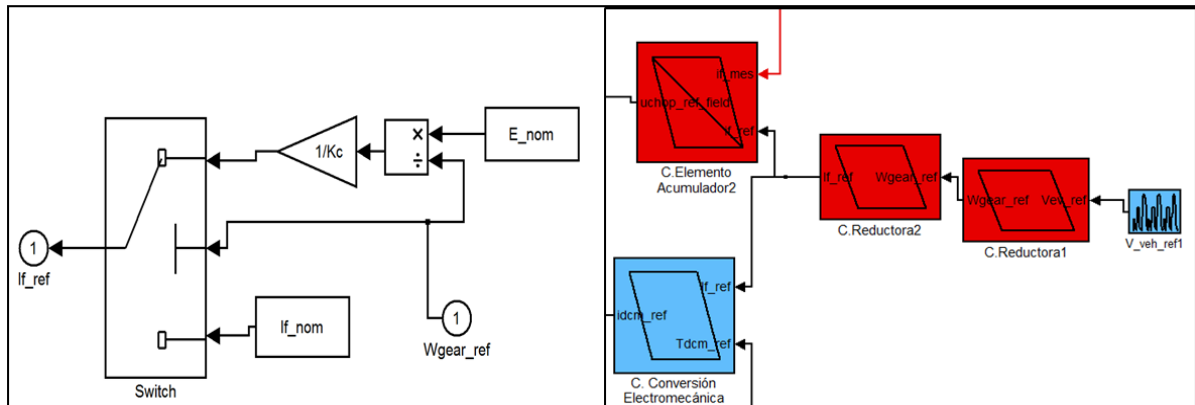 E_nom
×
÷
1/Kc
1
If_ref
If_nom
1
Wgear_ref
Switch
If_mes
uchop_ref_field
If_ref
C.Elemento
Acumulador2
If_ref
Wgear_ref
C.Reductora2
Wgear_ref
Vev_ref
C.Reductora1
V_veh_ref1
If_ref
idcm_ref
Tdcm_ref
C. Conversión
Electromecánica